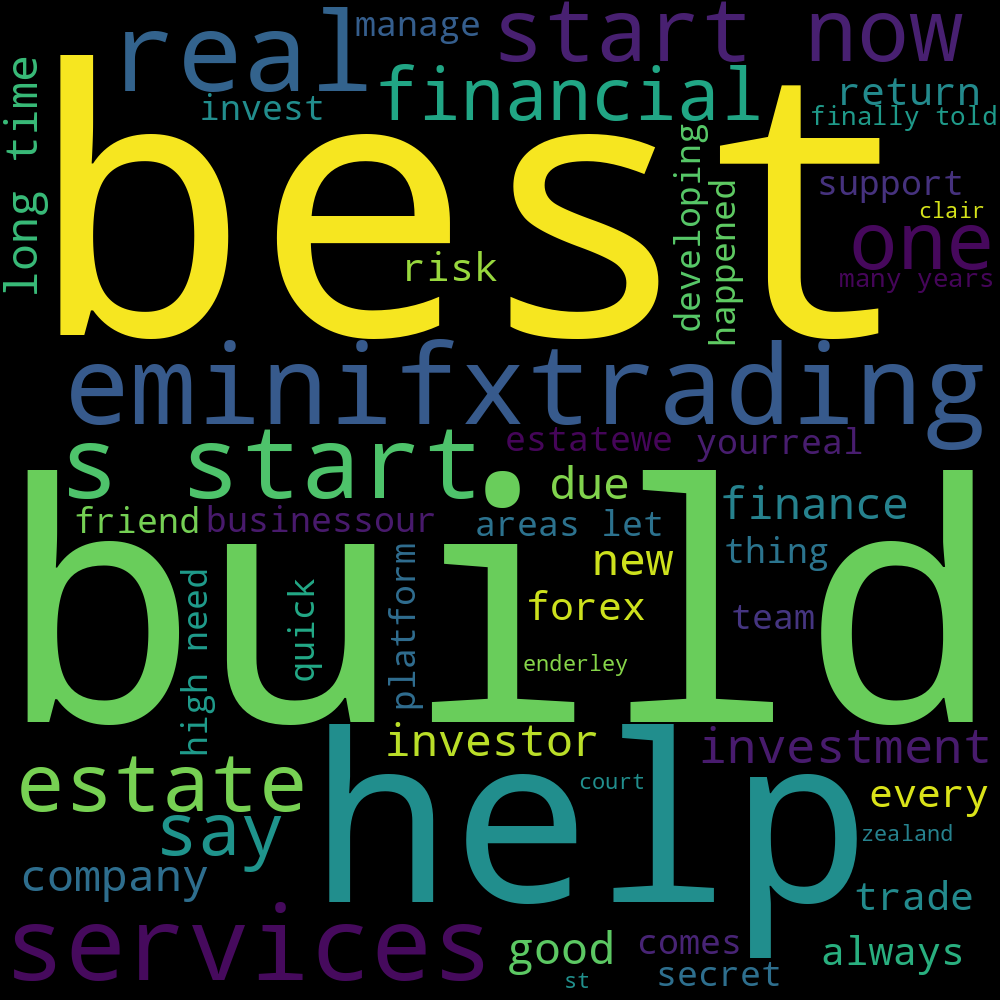 manage
real
start now
financial
return
invest
finally told
long time
best
developing
happened
support
clair
one
many years
risk
eminifxtrading
s start
estatewe
yourreal
due
finance
friend
businessour
areas let
new
thing
build
high need
quick
platform
forex
team
enderley
investor
investment
estate
help
court
every
say
zealand
company
trade
services
good
comes
always
secret
st